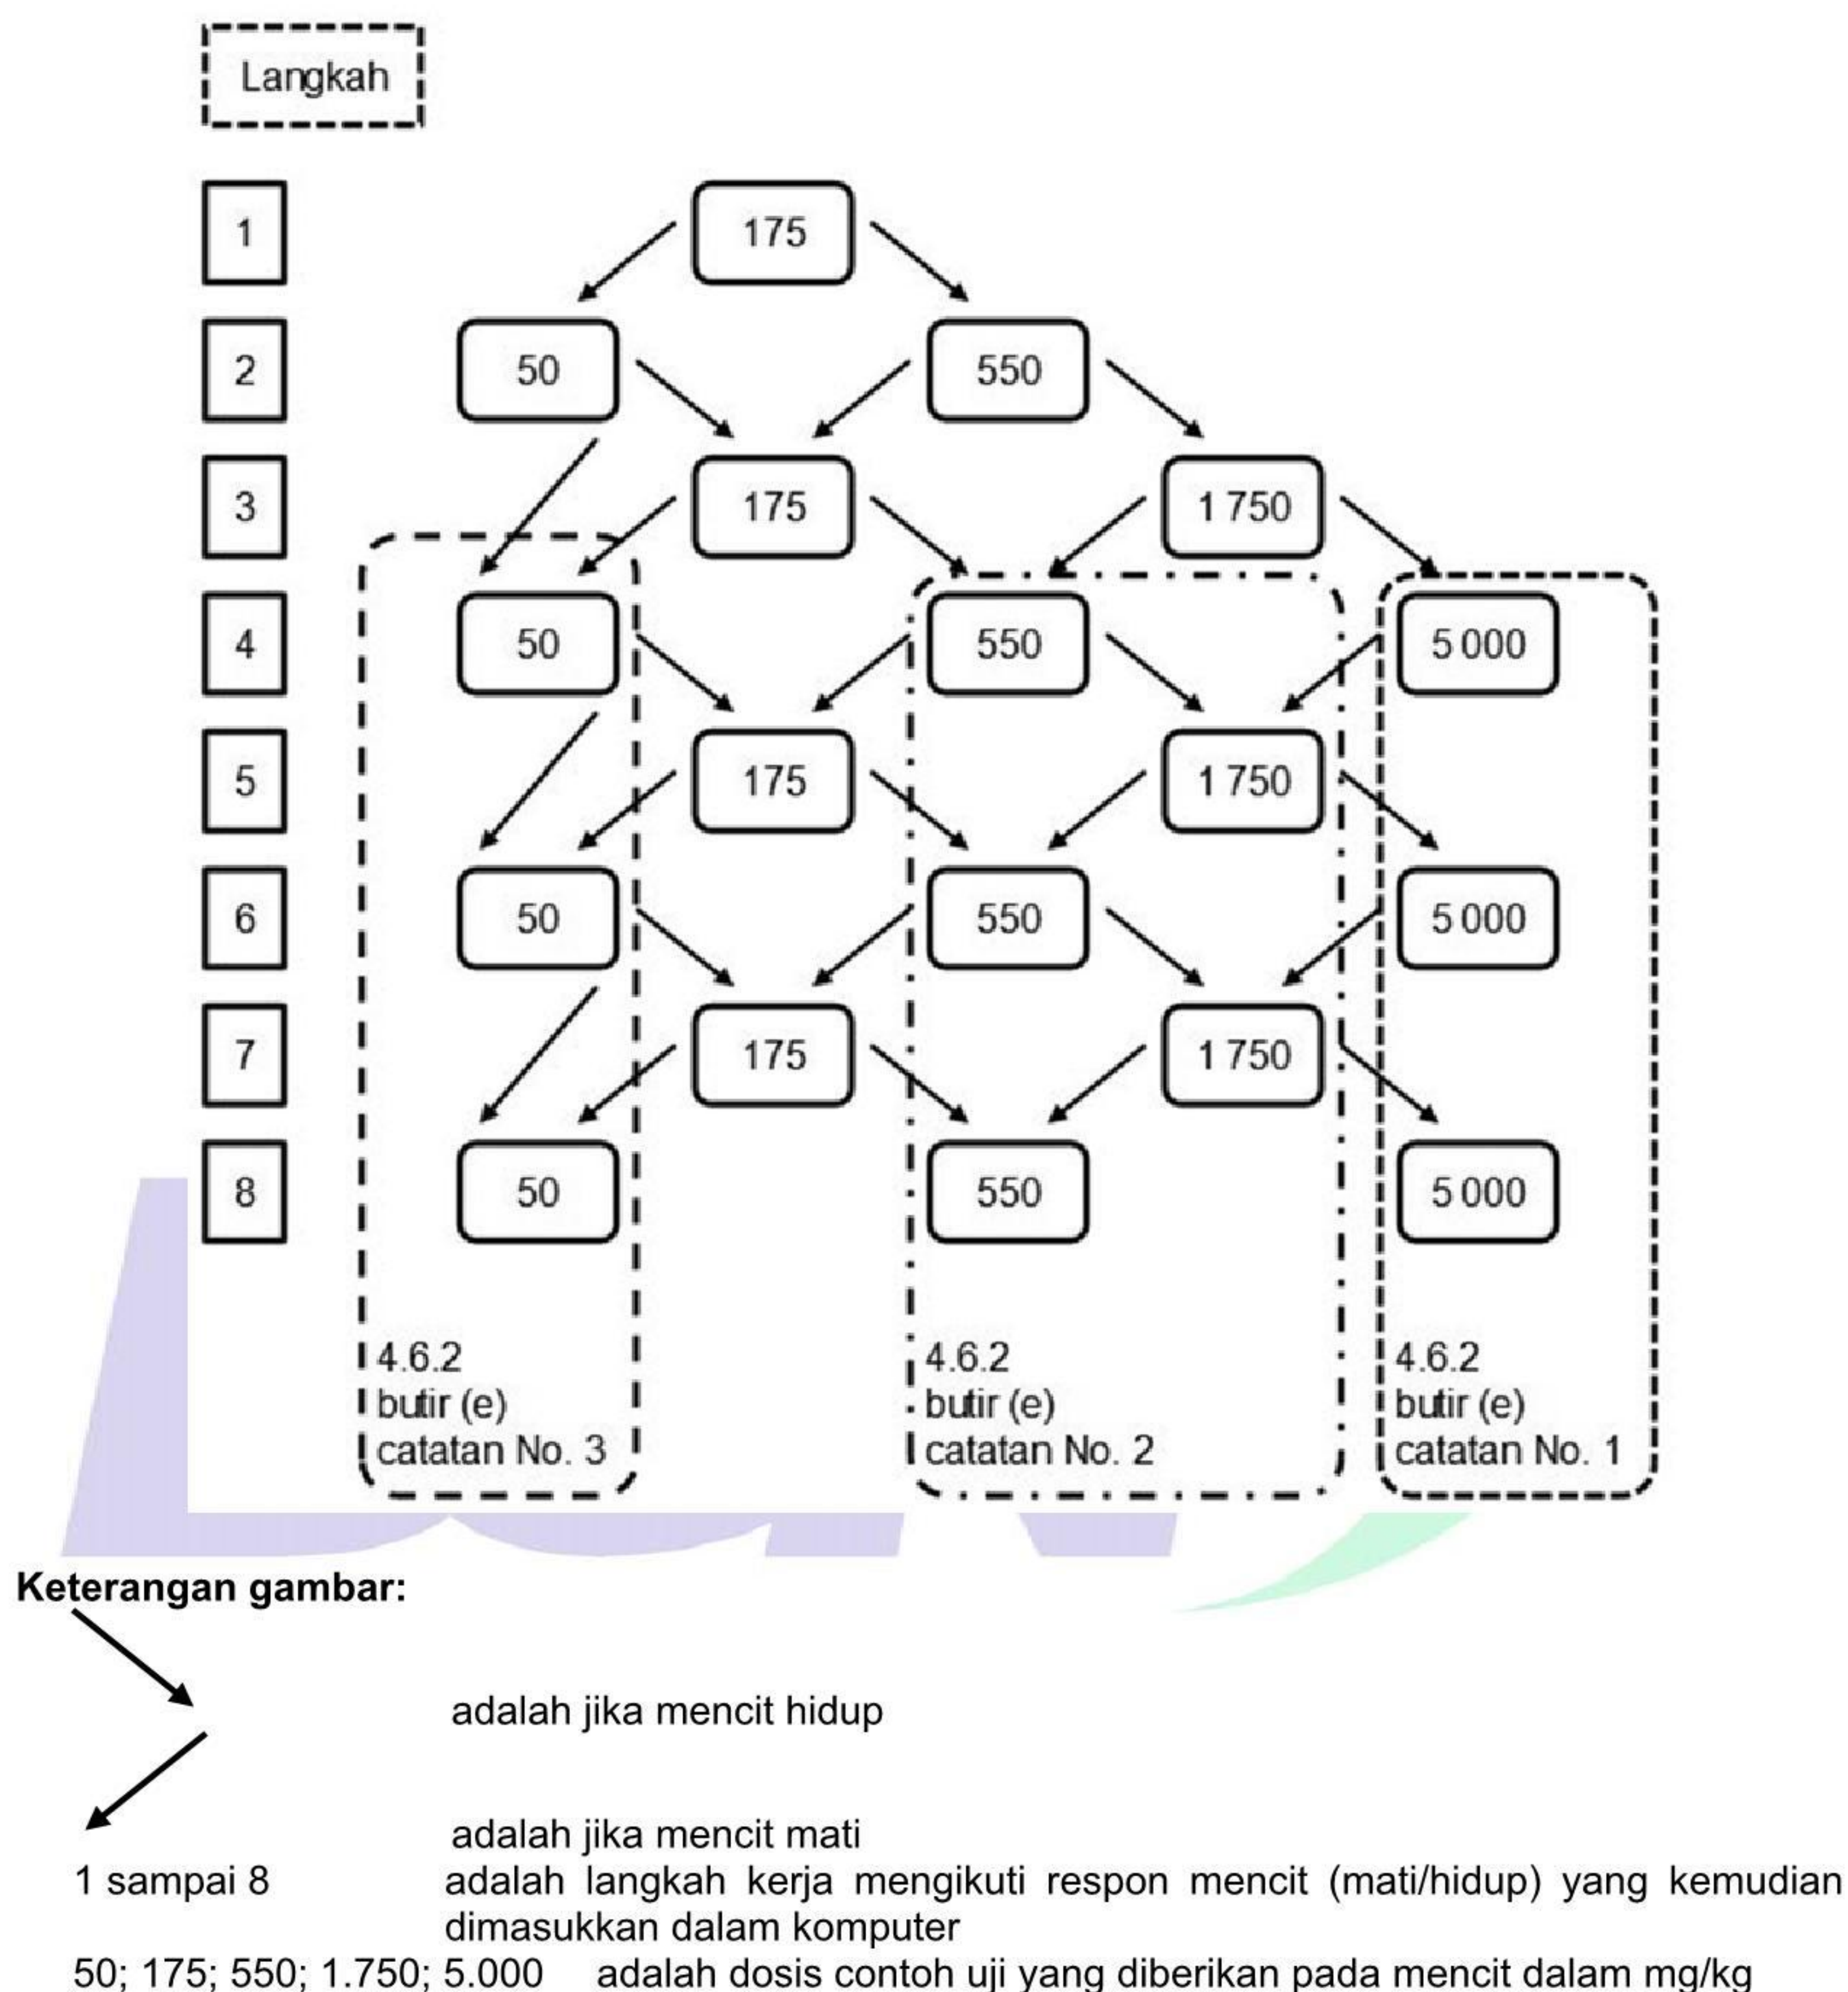 Langkah
1 175
2 50 550
3 175 1 750
4 50 550 5 000
5 175 1 750
6 50 550 5 000
7 175 1 750
8 50 550 5 000
4.6.2
butir (e)
catatan No. 3
4.6.2
butir (e)
catatan No. 2
4.6.2
butir (e)
catatan No. 1
Keterangan gambar:
adalah jika mencit hidup
adalah jika mencit mati
1 sampai 8 adalah langkah kerja mengikuti respon mencit (mati/hidup) yang kemudian
dimasukkan dalam komputer
50; 175; 550; 1.750; 5.000 adalah dosis contoh uji yang diberikan pada mencit dalam mg/kg